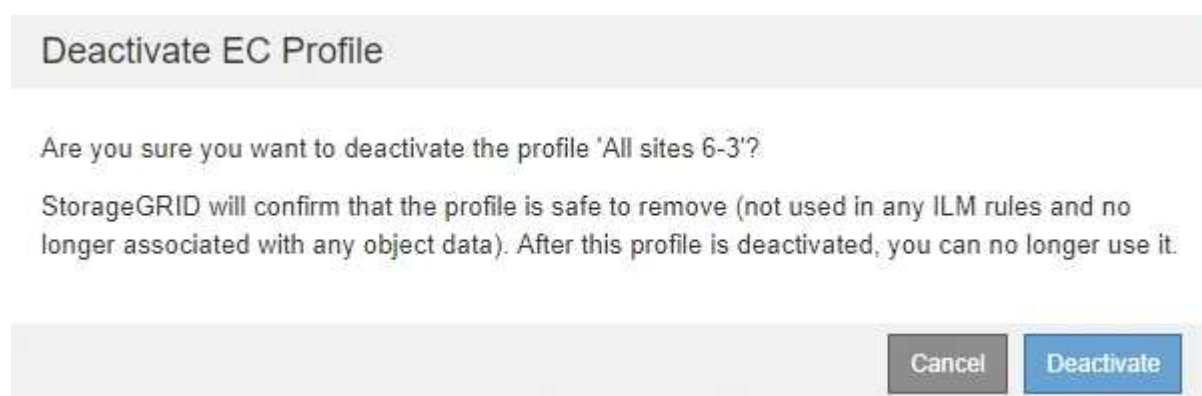 Deactivate EC Profile
Are you sure you want to deactivate the profile 'All sites 6-3'?
StorageGRID will confirm that the profile is safe to remove (not used in any ILM rules and no
longer associated with any object data). After this profile is deactivated, you can no longer use it.
Cancel
Deactivate